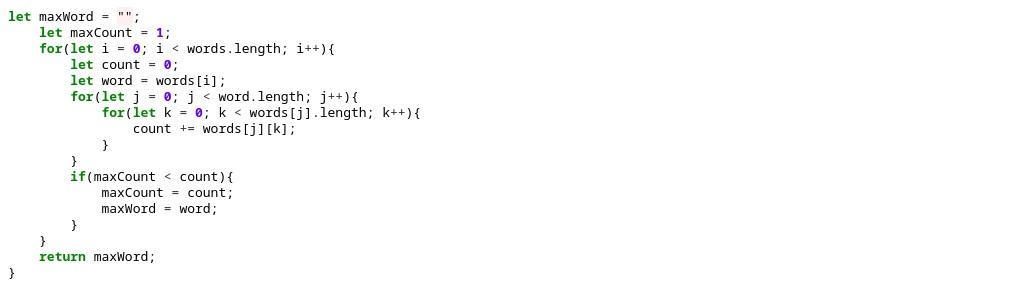 let maxWord = "";
    let maxCount = 1;
    for(let i = 0; i < words.length; i++){
        let count = 0;
        let word = words[i];
        for(let j = 0; j < word.length; j++){
            for(let k = 0; k < words[j].length; k++){
                count += words[j][k];
            }
        }
        if(maxCount < count){
            maxCount = count;
            maxWord = word;
        }
    }
    return maxWord;
}